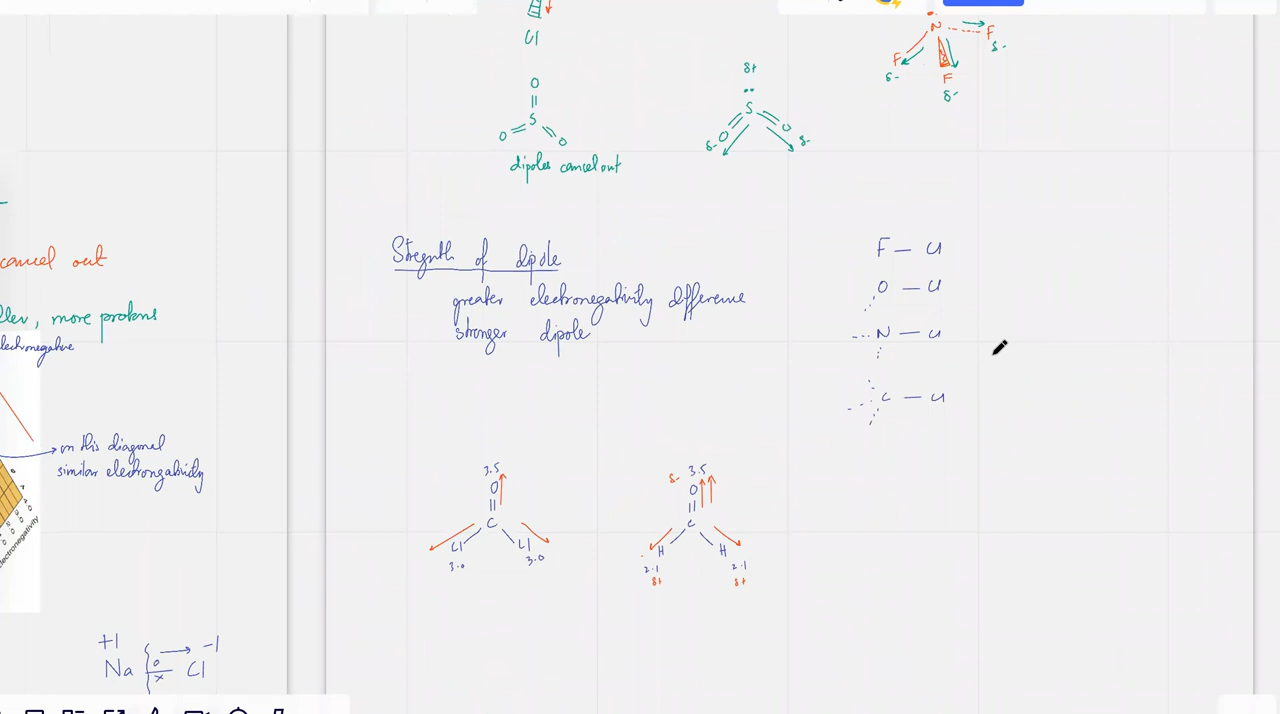 Cl
N
F
δ-
F
δ-
F
δ-
O
S
O O
dipoles cancel out
δ+
S
O O
δ- δ-
cancel out
more protons
electronegative
on this diagonal
similar electrongativity
electronegativity
Stregnth of dipole
greater electronegativity difference
stronger dipole
F — Cl
O — Cl
N — Cl
C — Cl
3.5
O
C
Cl Cl
3.0 3.0
3.5
δ- O
C
H H
2.1 2.1
δ+ δ+
+1 -1
Na Cl